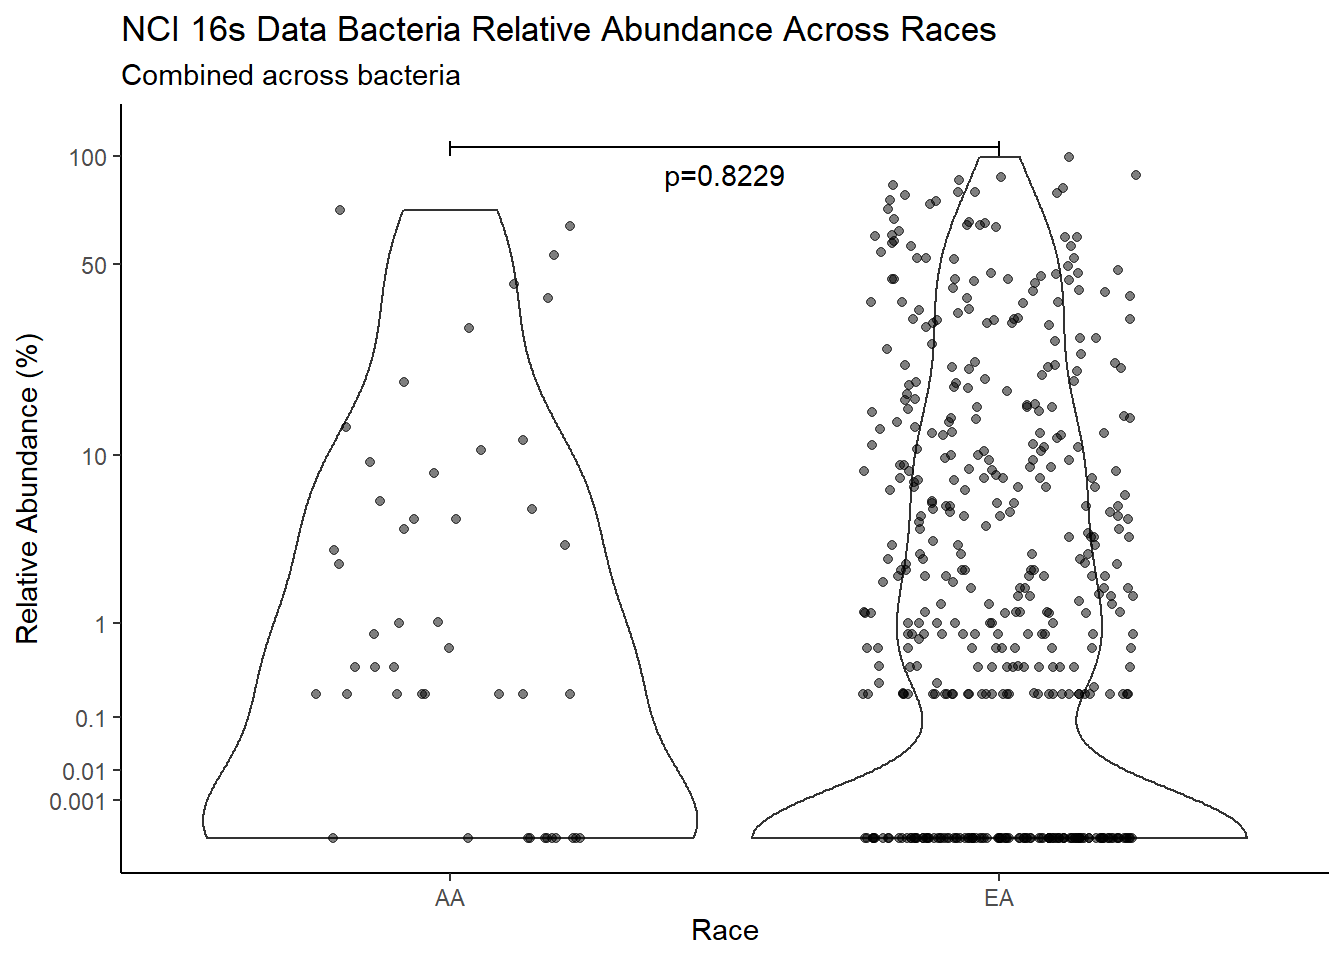 NCI 16s Data Bacteria Relative Abundance Across Races
Combined across bacteria
p=0.8229
Relative Abundance (%)
100
50
10
1
0.1
0.01
0.001
AA
EA
Race